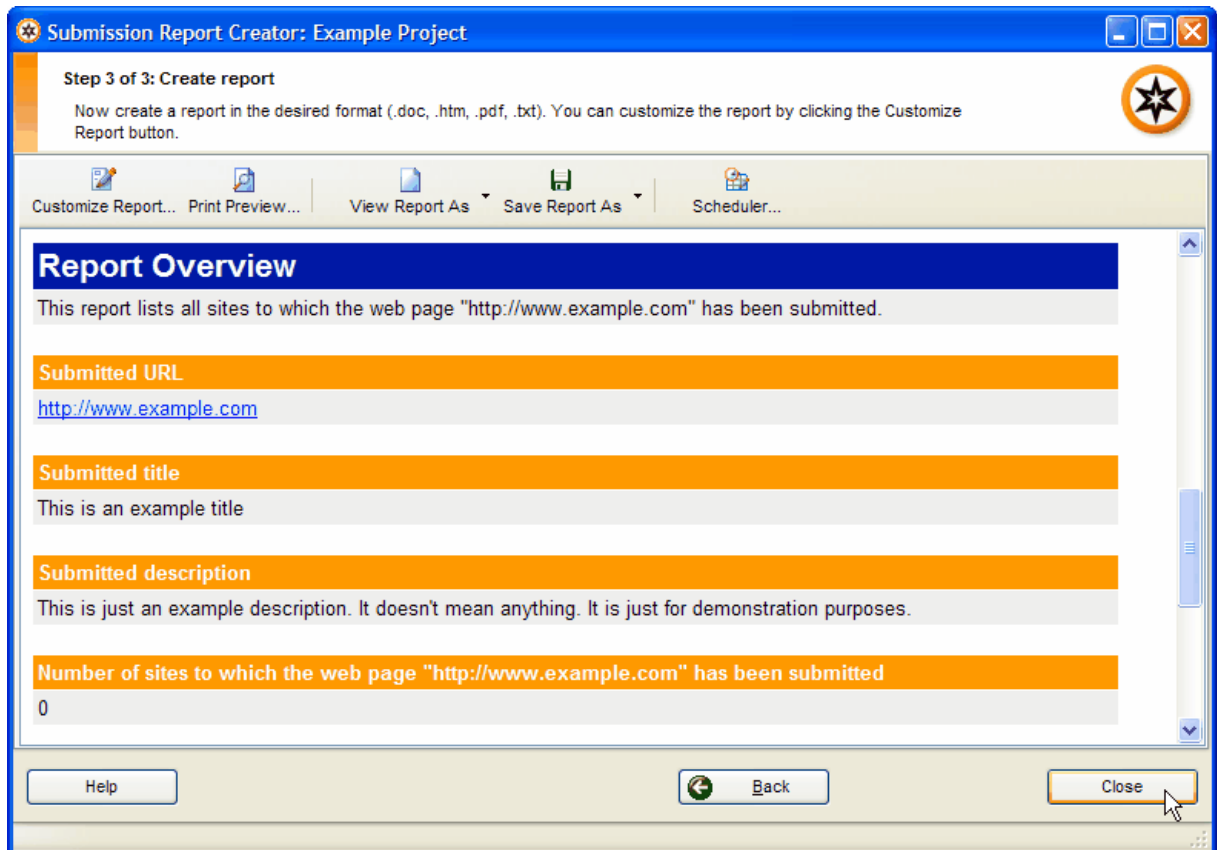 Submission Report Creator: Example Project
Step 3 of 3: Create report
Now create a report in the desired format (.doc, .htm, .pdf, .txt). You can customize the report by clicking the Customize
Report button.
Customize Report... Print Preview... View Report As Save Report As Scheduler...
Report Overview
This report lists all sites to which the web page "http://www.example.com" has been submitted.
Submitted URL
http://www.example.com
Submitted title
This is an example title
Submitted description
This is just an example description. It doesn't mean anything. It is just for demonstration purposes.
Number of sites to which the web page "http://www.example.com" has been submitted
0
Help Back Close